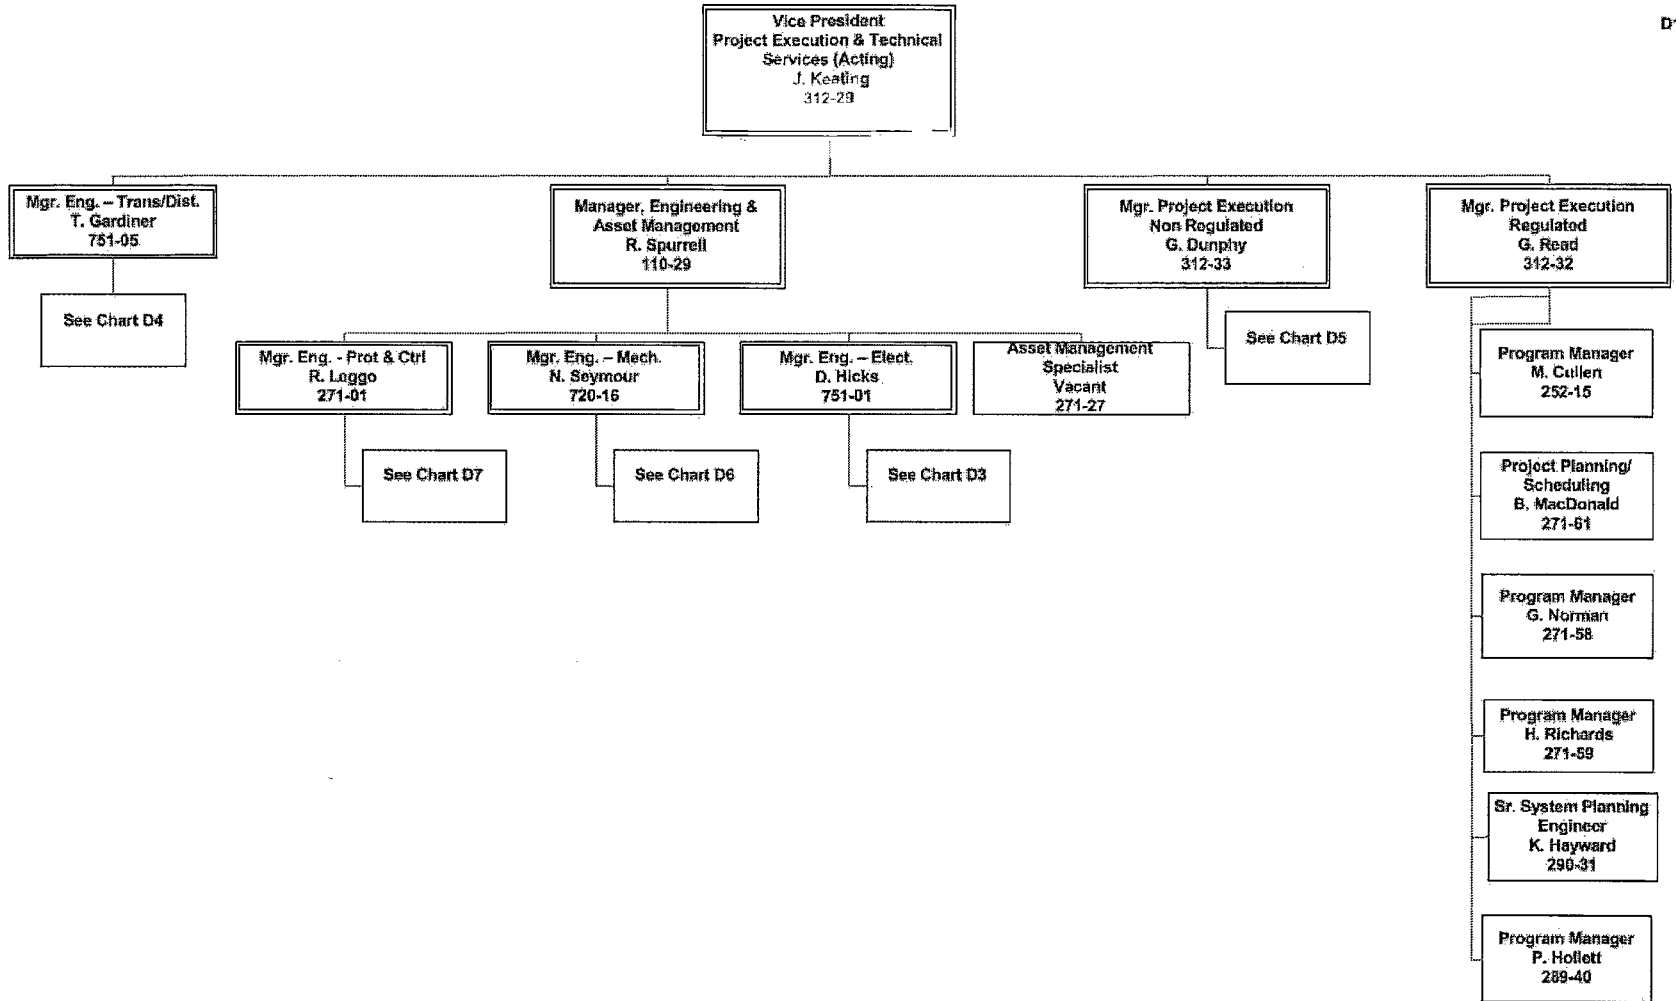 D1
Vice President
Project Execution & Technical
Services (Acting)
J. Keating
312-29
Mgr. Eng. – Trans/Dist.
T. Gardiner
751-05
See Chart D4
Manager, Engineering &
Asset Management
R. Spurrell
110-29
Mgr. Eng. - Prot & Ctrl
R. Leggo
271-01
See Chart D7
Mgr. Eng. – Mech.
N. Seymour
720-16
See Chart D6
Mgr. Eng. – Elect.
D. Hicks
751-01
See Chart D3
Asset Management
Specialist
Vacant
271-27
Mgr. Project Execution
Non Regulated
G. Dunphy
312-33
See Chart D5
Mgr. Project Execution
Regulated
G. Read
312-32
Program Manager
M. Cullen
252-15
Project Planning/
Scheduling
B. MacDonald
271-61
Program Manager
G. Norman
271-58
Program Manager
H. Richards
271-59
Sr. System Planning
Engineer
K. Hayward
290-31
Program Manager
P. Hollett
289-40